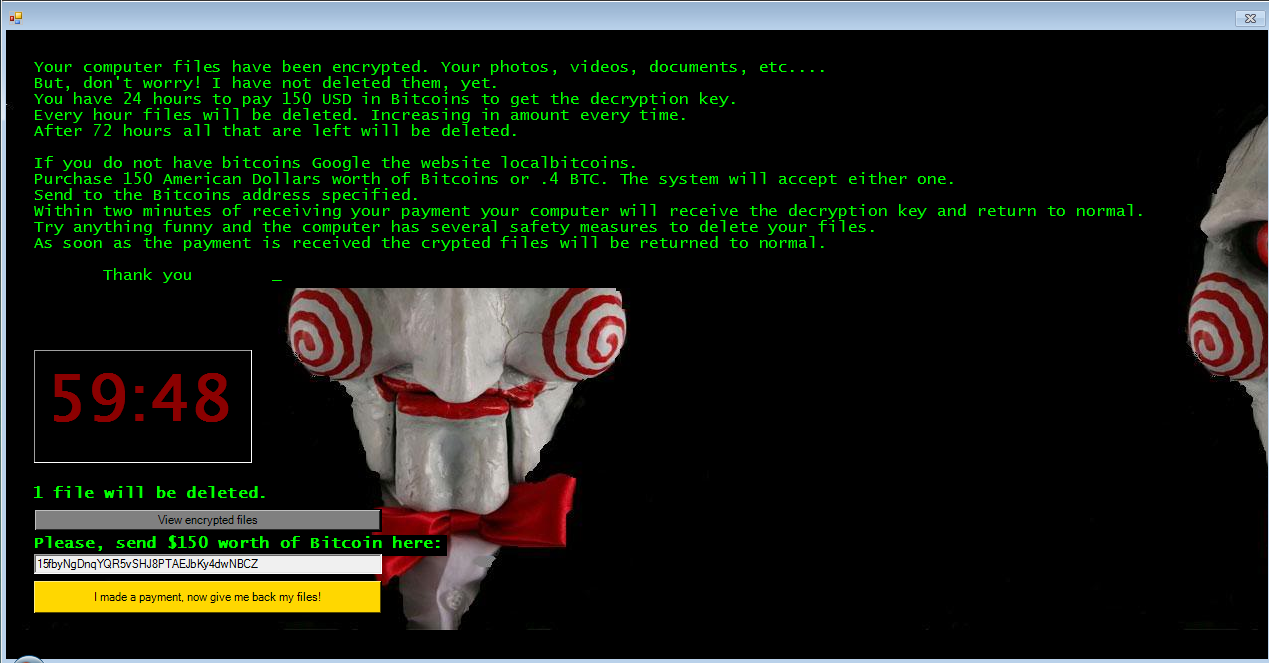 Your computer files have been encrypted. Your photos, videos, documents, etc....
But, don't worry! I have not deleted them, yet.
You have 24 hours to pay 150 USD in Bitcoins to get the decryption key.
Every hour files will be deleted. Increasing in amount every time.
After 72 hours all that are left will be deleted.
If you do not have bitcoins Google the website localbitcoins.
Purchase 150 American Dollars worth of Bitcoins or .4 BTC. The system will accept either one.
Send to the Bitcoins address specified.
Within two minutes of receiving your payment your computer will receive the decryption key and return to normal.
Try anything funny and the computer has several safety measures to delete your files.
As soon as the payment is received the crypted files will be returned to normal.
Thank you _
59:48
1 file will be deleted.
View encrypted files
Please, send $150 worth of Bitcoin here:
15fbyNgDnqYQR5vSHJ8PTAEJbKy4dwNBCZ
I made a payment, now give me back my files!